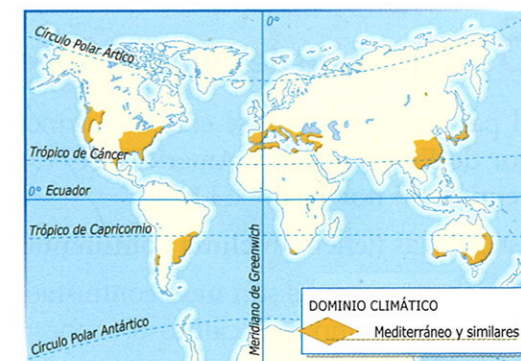 0°
Círculo Polar Ártico
Trópico de Cáncer
0° Ecuador
Trópico de Capricornio
Meridiano de Greenwich
Círculo Polar Antártico
DOMINIO CLIMÁTICO
Mediterráneo y similares